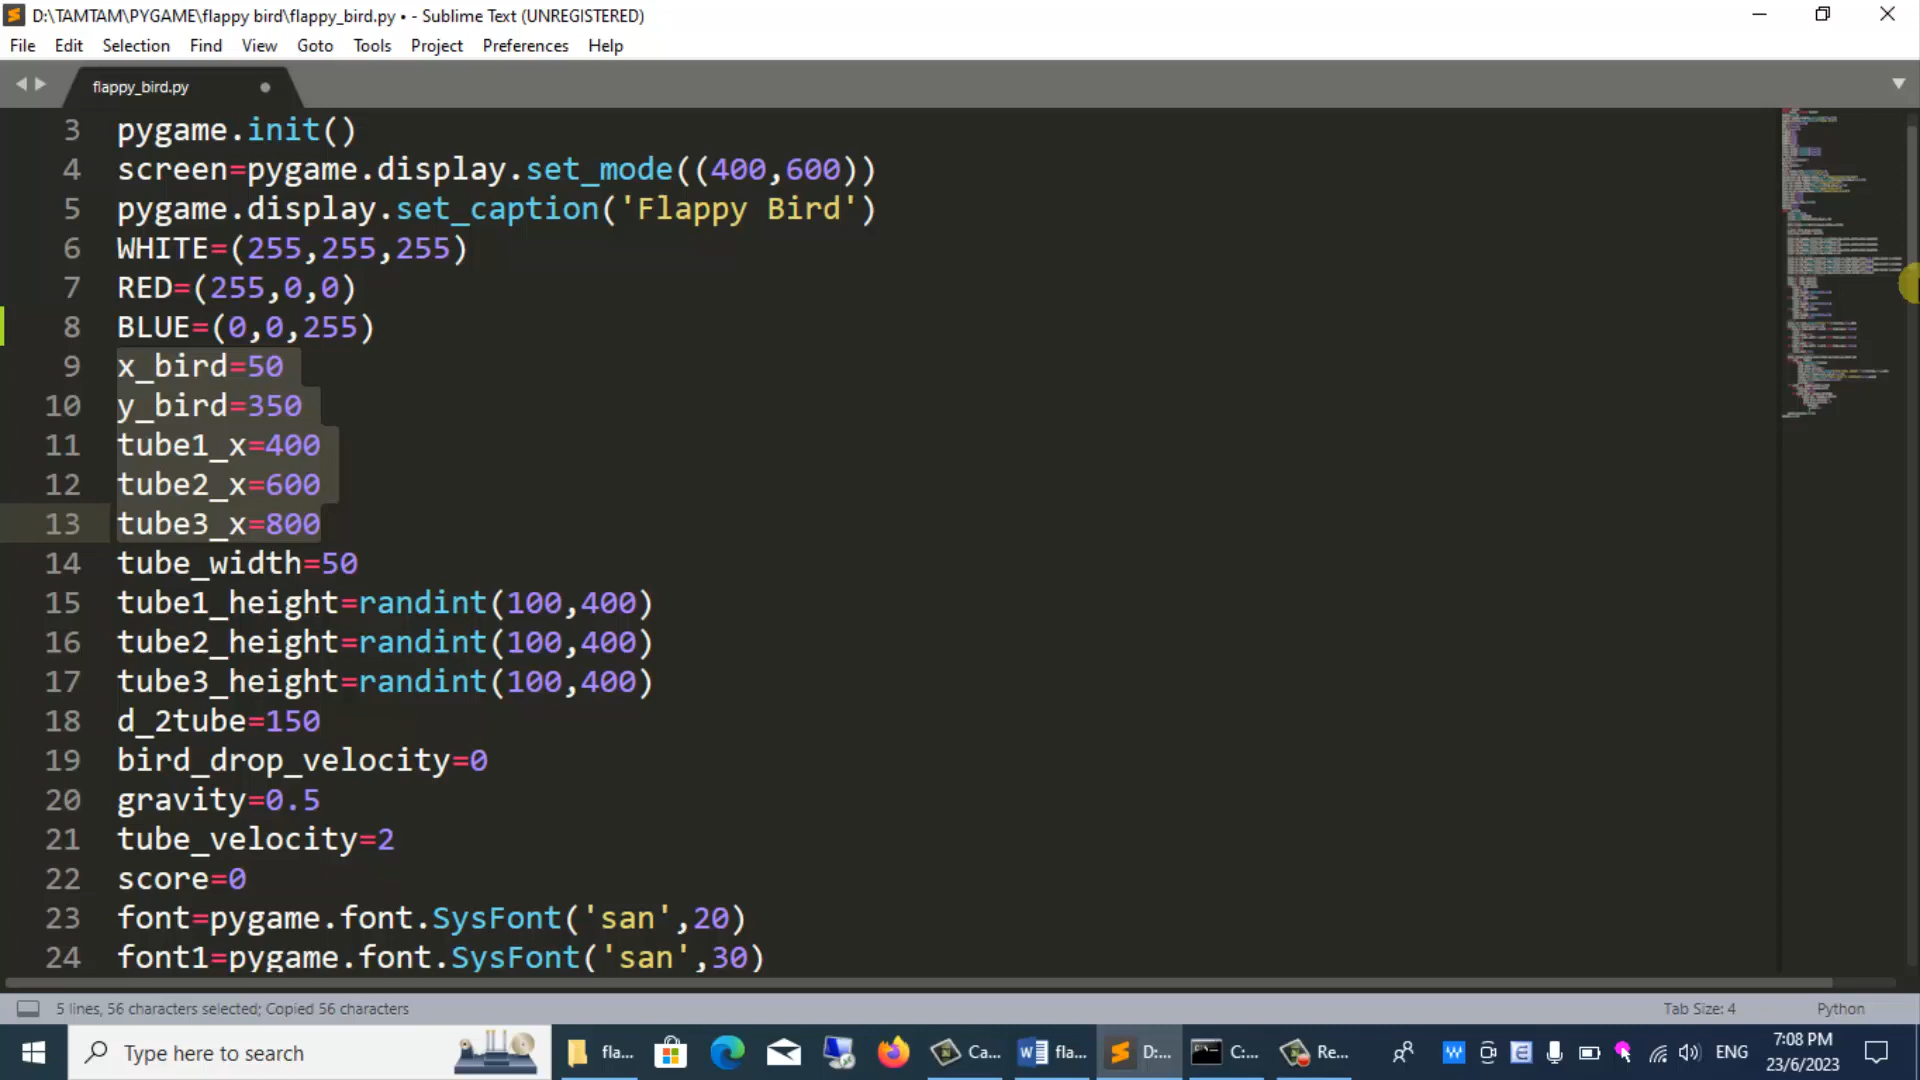 D:\TAMTAM\PYGAME\flappy bird\flappy_bird.py • - Sublime Text (UNREGISTERED)
File Edit Selection Find View Goto Tools Project Preferences Help
flappy_bird.py
3 pygame.init()
4 screen=pygame.display.set_mode((400,600))
5 pygame.display.set_caption('Flappy Bird')
6 WHITE=(255,255,255)
7 RED=(255,0,0)
8 BLUE=(0,0,255)
9 x_bird=50
10 y_bird=350
11 tube1_x=400
12 tube2_x=600
13 tube3_x=800
14 tube_width=50
15 tube1_height=randint(100,400)
16 tube2_height=randint(100,400)
17 tube3_height=randint(100,400)
18 d_2tube=150
19 bird_drop_velocity=0
20 gravity=0.5
21 tube_velocity=2
22 score=0
23 font=pygame.font.SysFont('san',20)
24 font1=pygame.font.SysFont('san',30)
5 lines, 56 characters selected; Copied 56 characters Tab Size: 4 Python
Type here to search fla... Ca... fla... D:... C:... Re... ENG 7:08 PM
23/6/2023